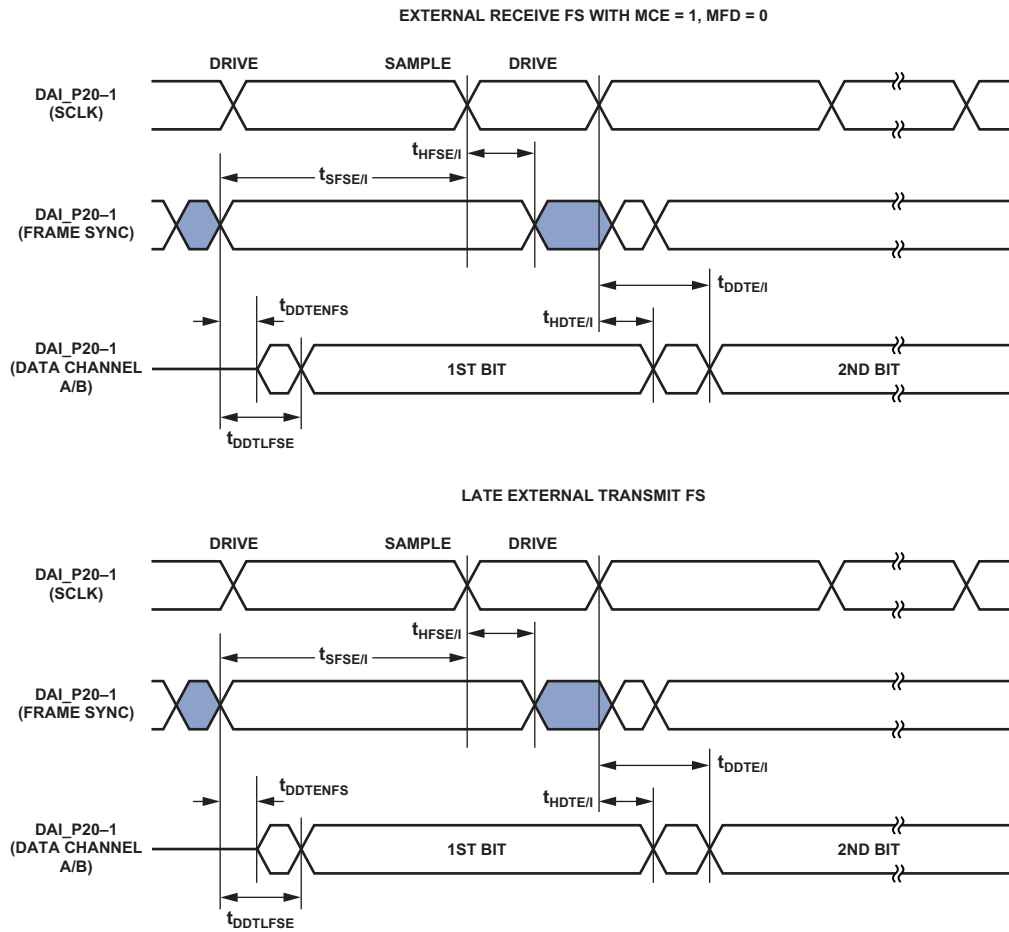 EXTERNAL RECEIVE FS WITH MCE = 1, MFD = 0
DRIVE SAMPLE DRIVE
DAI_P20–1
(SCLK)
tHFSE/I
tSFSE/I
DAI_P20–1
(FRAME SYNC)
tDDTE/I
tDDTENFS
tHDTE/I
DAI_P20–1
(DATA CHANNEL
A/B)
1ST BIT 2ND BIT
tDDTLFSE
LATE EXTERNAL TRANSMIT FS
DRIVE SAMPLE DRIVE
DAI_P20–1
(SCLK)
tHFSE/I
tSFSE/I
DAI_P20–1
(FRAME SYNC)
tDDTE/I
tDDTENFS
tHDTE/I
DAI_P20–1
(DATA CHANNEL
A/B)
1ST BIT 2ND BIT
tDDTLFSE